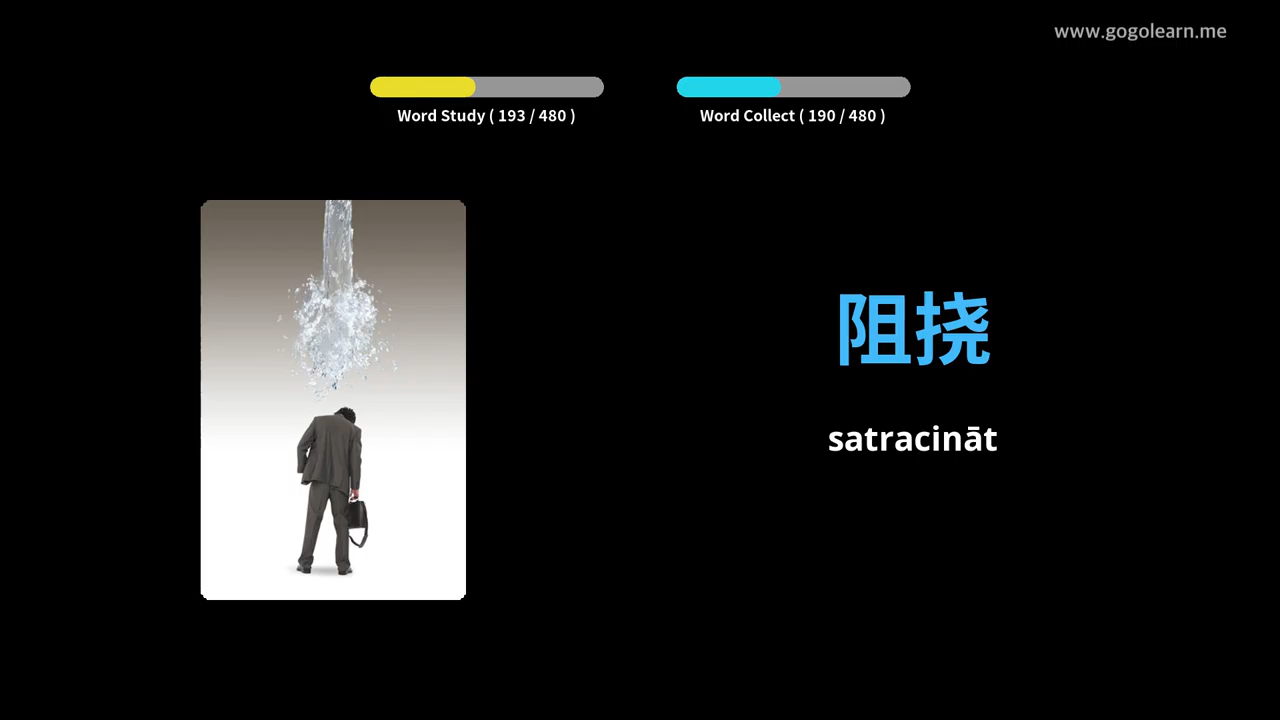 www.gogolearn.me
Word Study ( 193 / 480 )
Word Collect ( 190 / 480 )
阻挠
satracināt